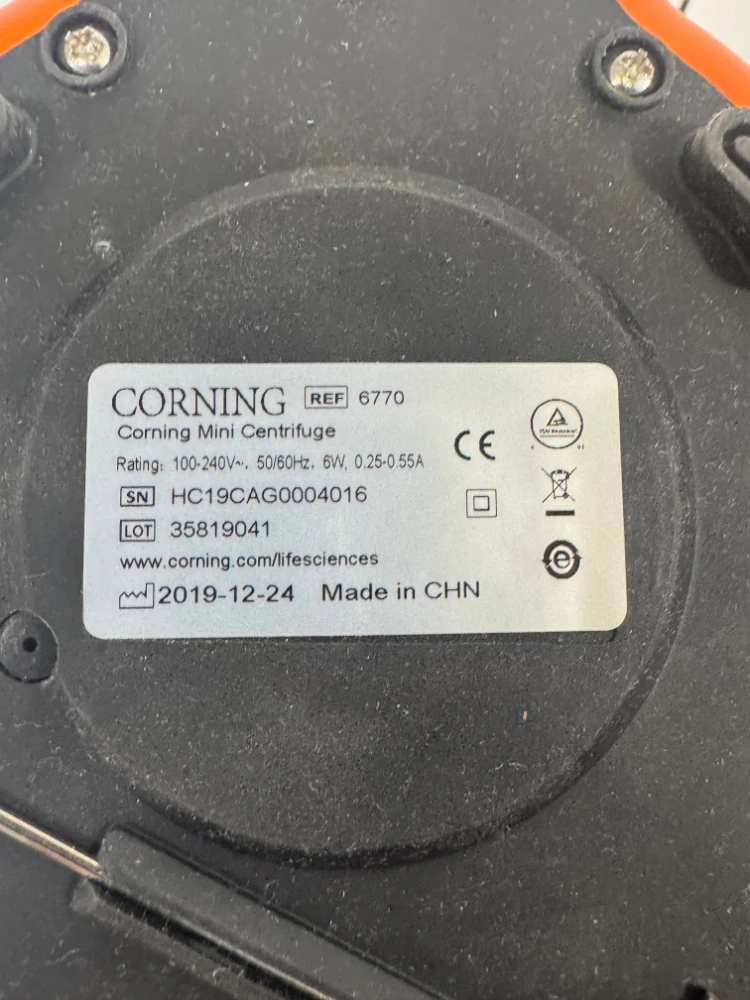 CORNING REF 6770
Corning Mini Centrifuge
Rating: 100-240V~, 50/60Hz, 6W, 0.25-0.55A
SN HC19CAG0004016
LOT 35819041
www.corning.com/lifesciences
2019-12-24 Made in CHN
CE
e